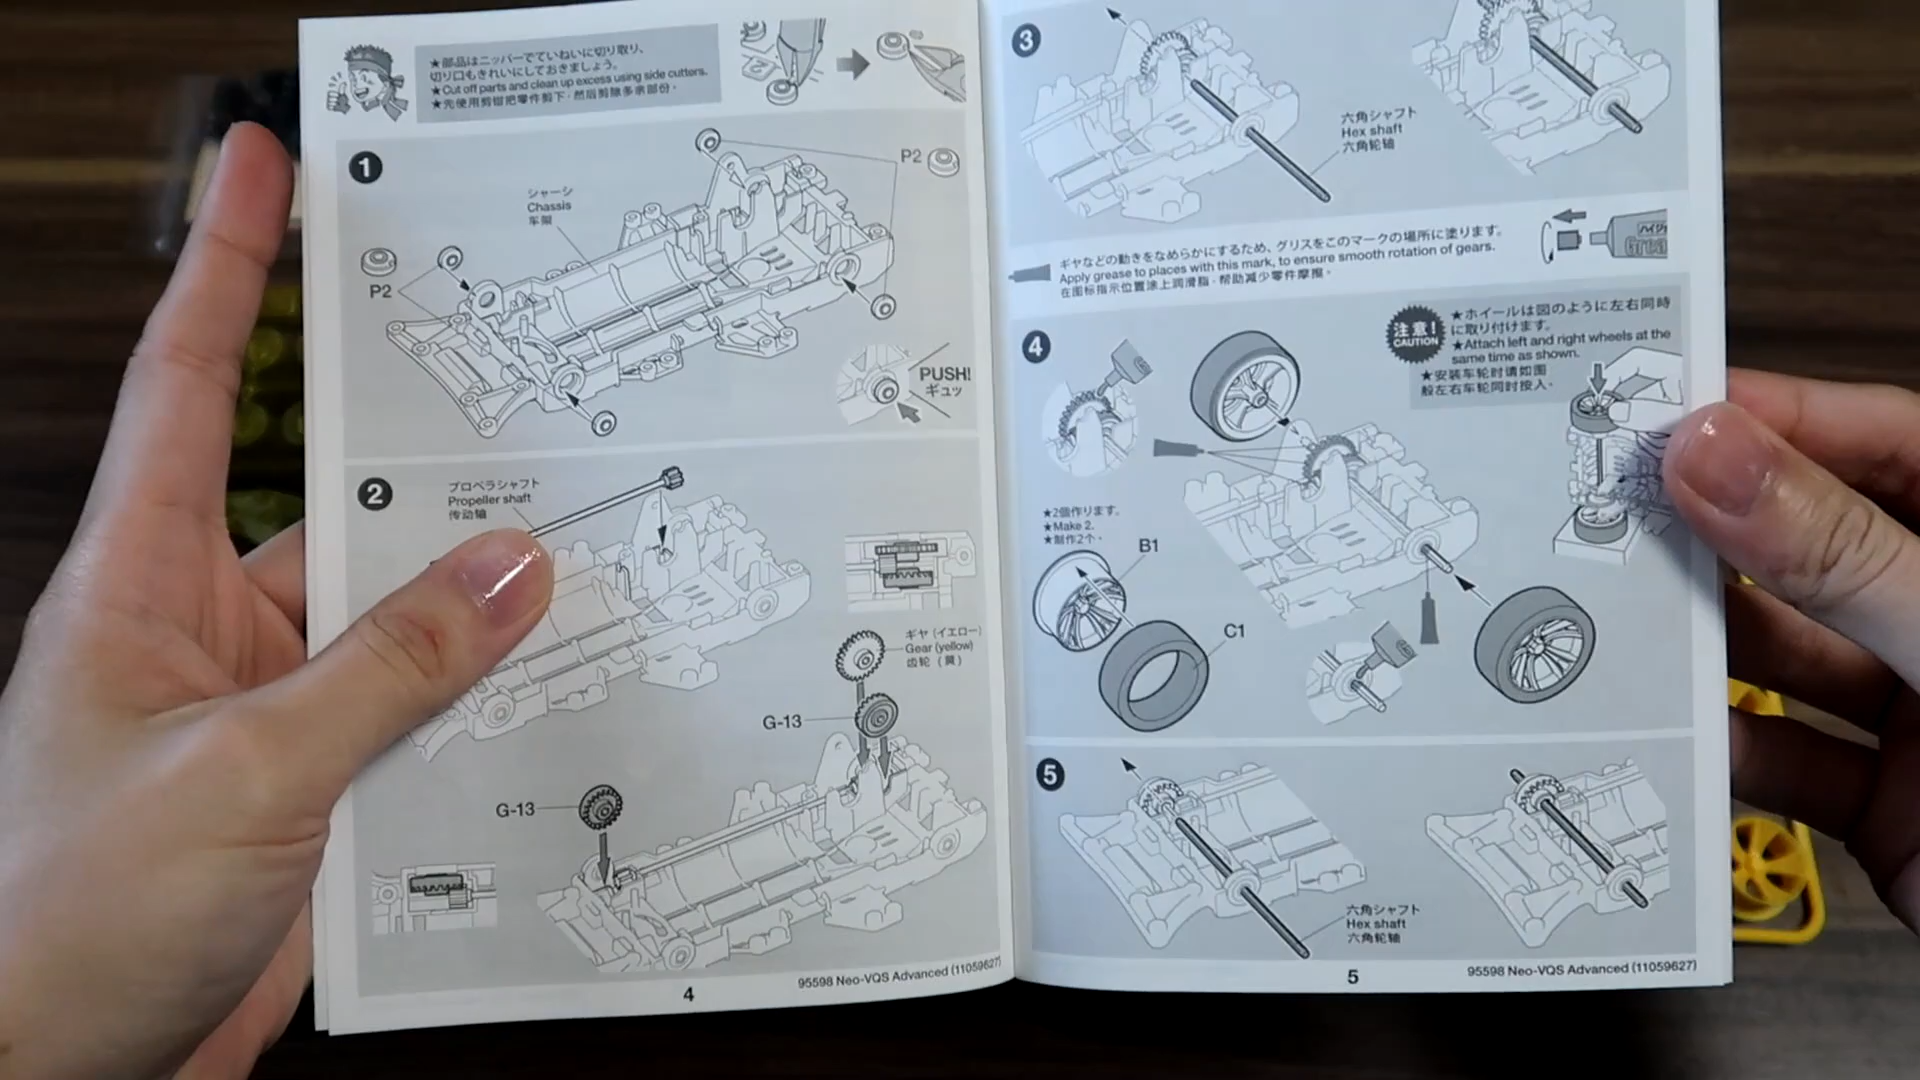 ★部品はニッパーでていねいに切り取り、
切り口もきれいにしておきましょう。
★Cut off parts and clean up excess using side cutters.
★先使用剪钳把零件剪下，然后剪除多余部份。
1
P2
シャーシ
Chassis
车架
P2
PUSH!
ギュッ
2
プロペラシャフト
Propeller shaft
传动轴
ギヤ (イエロー)
Gear (yellow)
齿轮 (黄)
G-13
G-13
95598 Neo-VQS Advanced (11059627)
4
3
六角シャフト
Hex shaft
六角轮轴
ギヤなどの動きをなめらかにするため、グリスをこのマークの場所に塗ります。
Apply grease to places with this mark, to ensure smooth rotation of gears.
在图标指示位置涂上润滑脂，帮助减少零件摩擦。
4
注意!
CAUTION
★ホイールは図のように左右同時
に取り付けます。
★Attach left and right wheels at the
same time as shown.
★安装车轮时请如图
般左右车轮同时按入。
★2個作ります。
★Make 2.
★制作2个。
B1
C1
5
六角シャフト
Hex shaft
六角轮轴
95598 Neo-VQS Advanced (11059627)
5